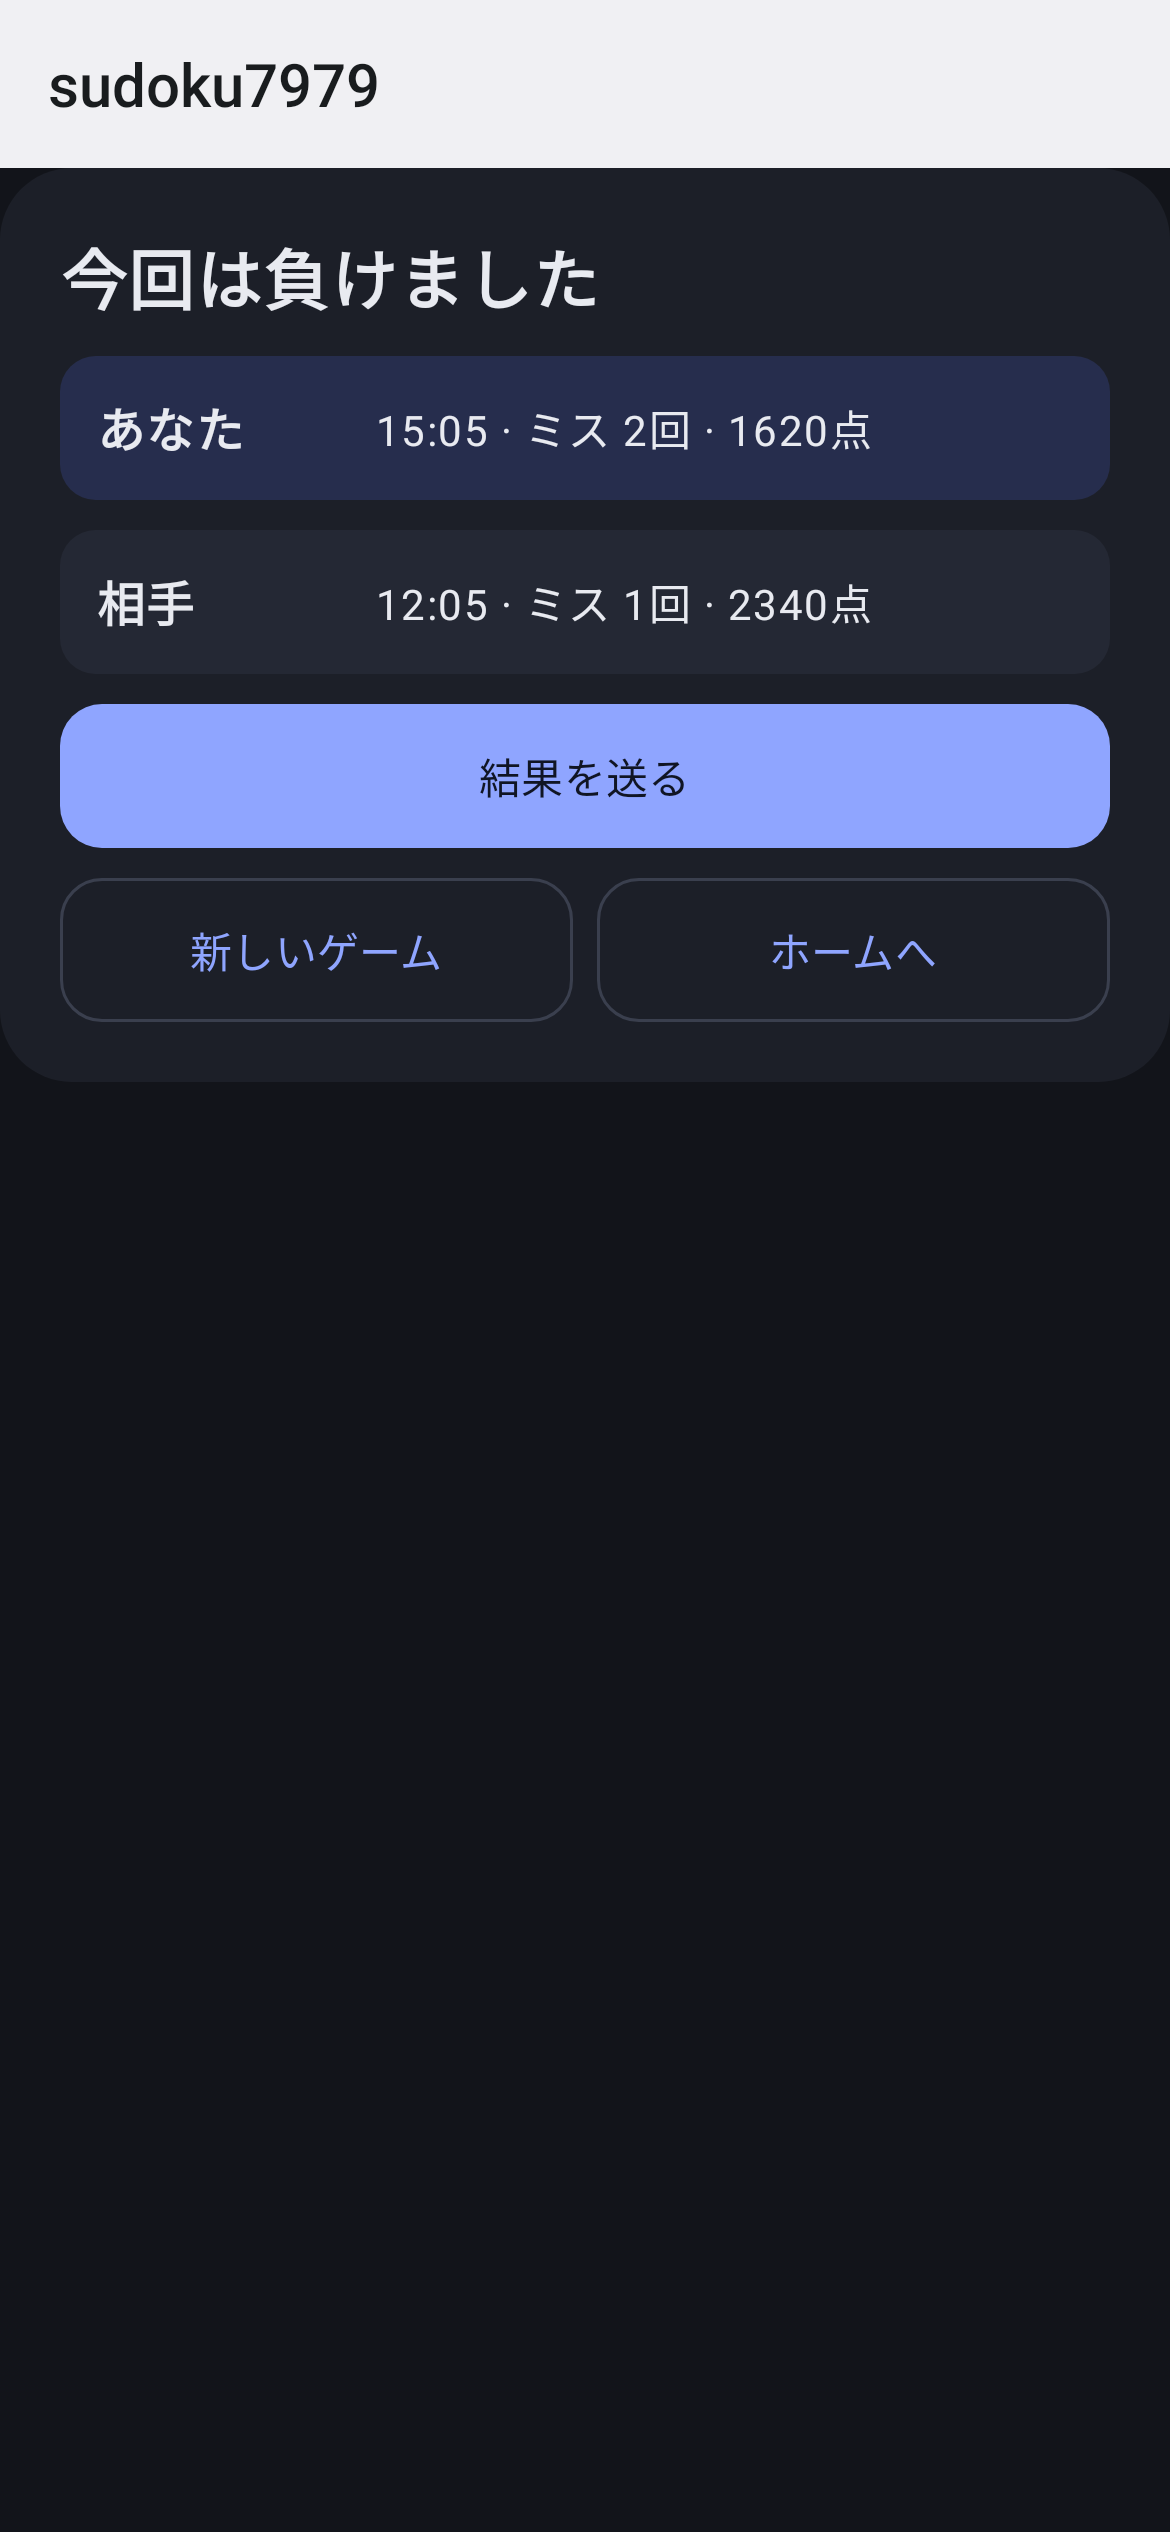 sudoku7979
今回は負けました
あなた 15:05 · ミス 2回 · 1620点
相手 12:05 · ミス 1回 · 2340点
結果を送る
新しいゲーム ホームへ